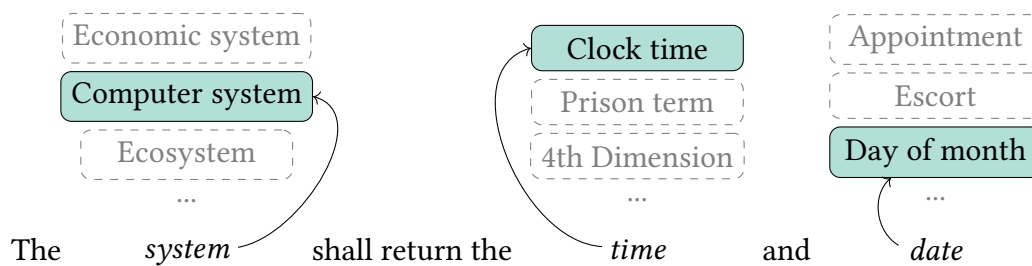 Economic system
Computer system
Ecosystem
...
Clock time
Prison term
4th Dimension
...
Appointment
Escort
Day of month
...
The system shall return the time and date